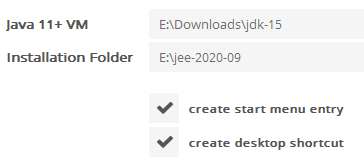 Java 11+ VM E:\Downloads\jdk-15
Installation Folder E:\jee-2020-09
create start menu entry
create desktop shortcut